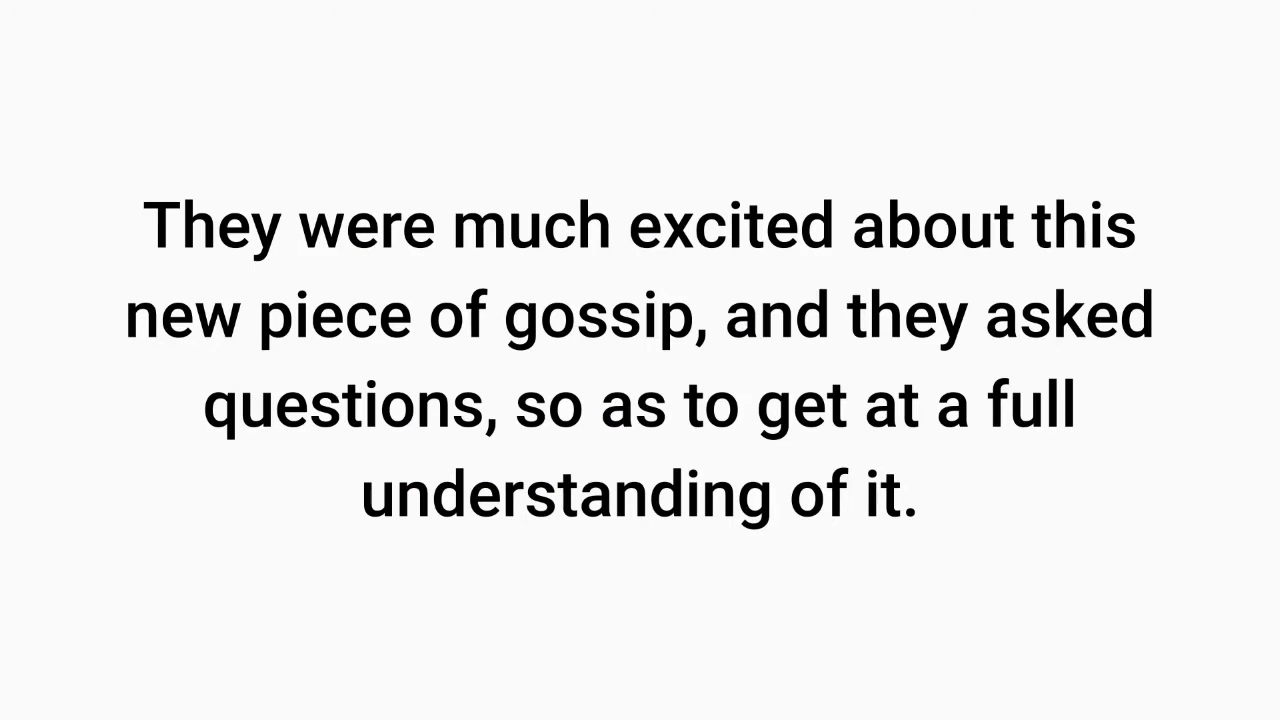 They were much excited about this
new piece of gossip, and they asked
questions, so as to get at a full
understanding of it.